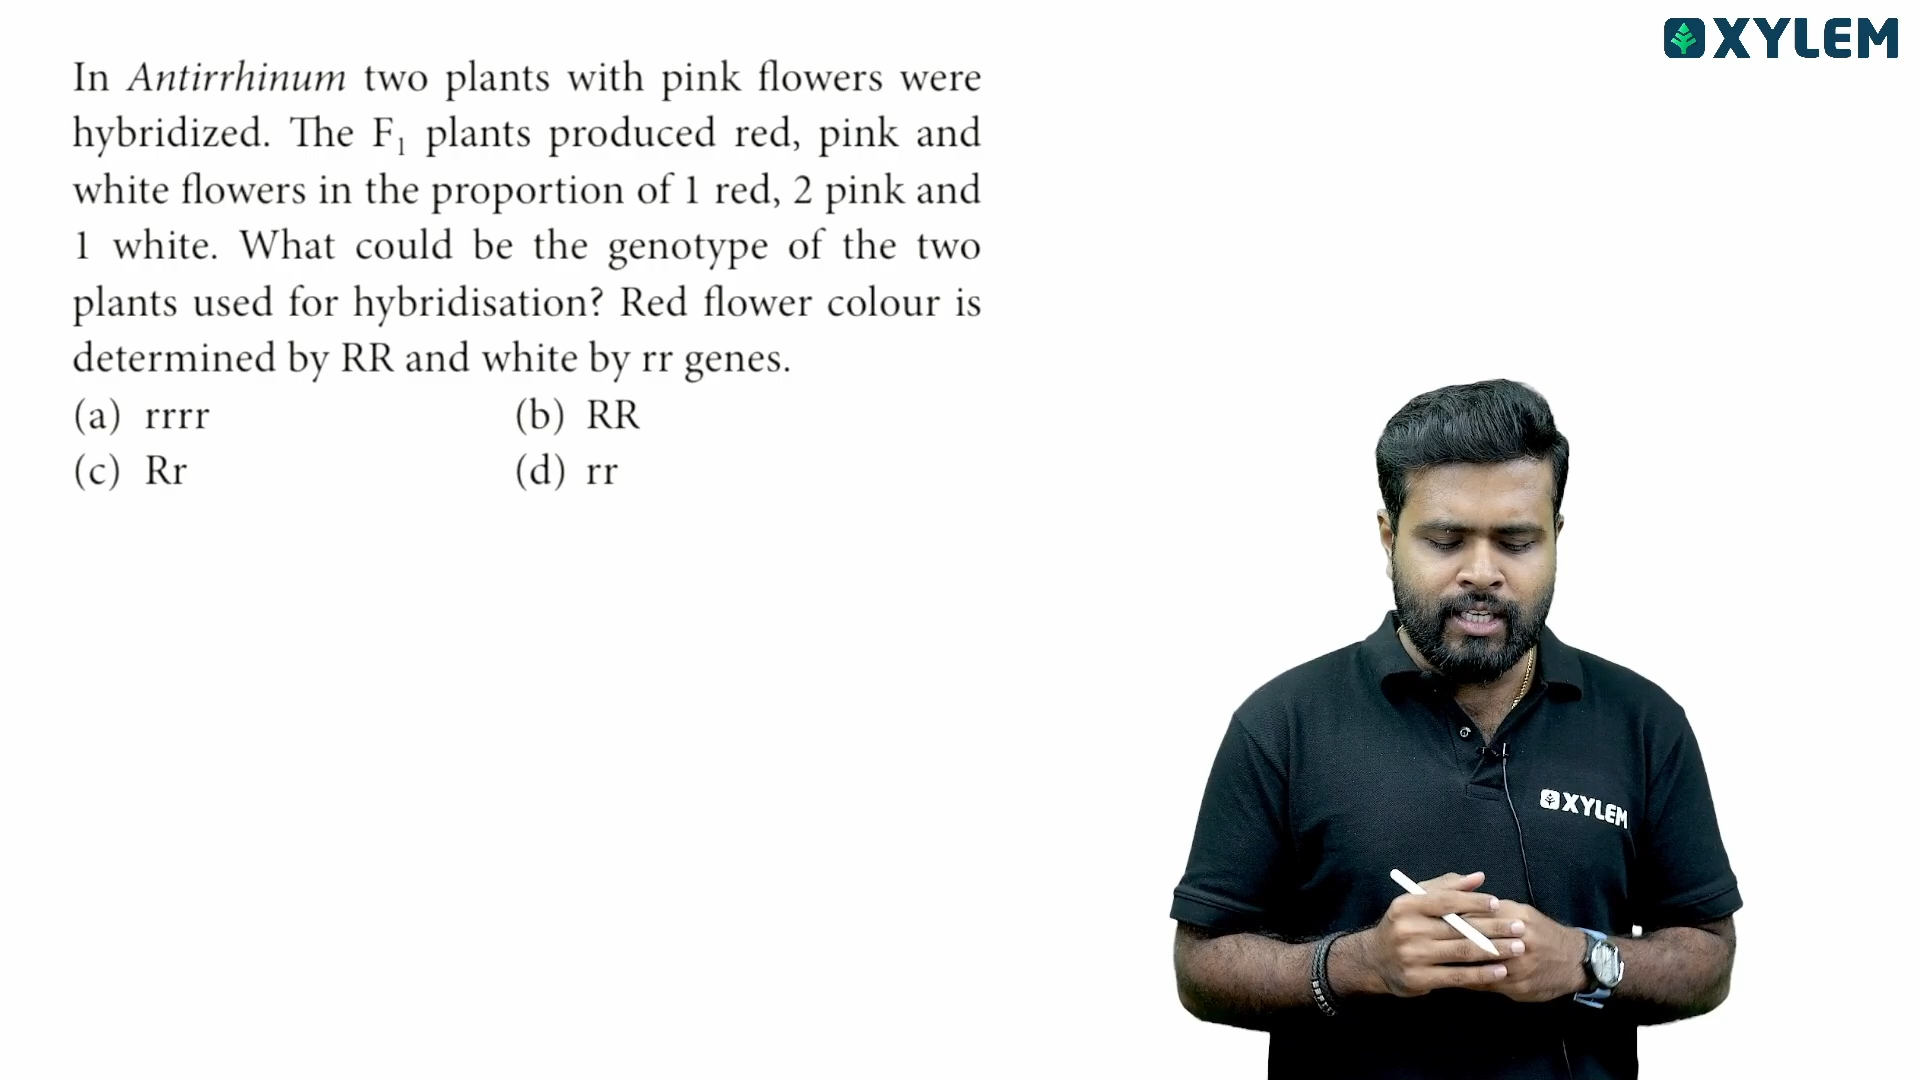 XYLEM
In Antirrhinum two plants with pink flowers were
hybridized. The F₁ plants produced red, pink and
white flowers in the proportion of 1 red, 2 pink and
1 white. What could be the genotype of the two
plants used for hybridisation? Red flower colour is
determined by RR and white by rr genes.
(a) rrrr (b) RR
(c) Rr (d) rr
XYLEM